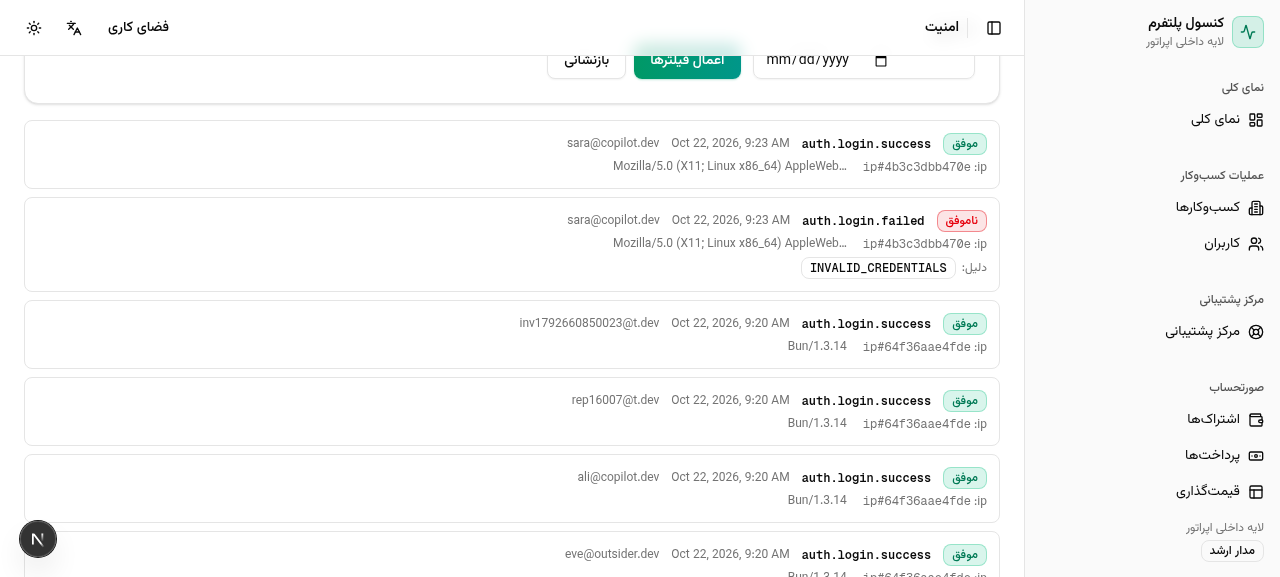 کنسول پلتفرم
لایه داخلی اپراتور
نمای کلی
نمای کلی
عملیات کسب‌وکار
کسب‌وکارها
کاربران
مرکز پشتیبانی
مرکز پشتیبانی
صورتحساب
اشتراک‌ها
پرداخت‌ها
قیمت‌گذاری
لایه داخلی اپراتور
مدار ارشد
امنیت
فضای کاری
mm/dd/yyyy
اعمال فیلترها
بازنشانی
موفق auth.login.success Oct 22, 2026, 9:23 AM sara@copilot.dev
ip: ip#4b3c3dbb470e Mozilla/5.0 (X11; Linux x86_64) AppleWeb…
ناموفق auth.login.failed Oct 22, 2026, 9:23 AM sara@copilot.dev
ip: ip#4b3c3dbb470e Mozilla/5.0 (X11; Linux x86_64) AppleWeb…
دلیل: INVALID_CREDENTIALS
موفق auth.login.success Oct 22, 2026, 9:20 AM inv1792660850023@t.dev
ip: ip#64f36aae4fde Bun/1.3.14
موفق auth.login.success Oct 22, 2026, 9:20 AM rep16007@t.dev
ip: ip#64f36aae4fde Bun/1.3.14
موفق auth.login.success Oct 22, 2026, 9:20 AM ali@copilot.dev
ip: ip#64f36aae4fde Bun/1.3.14
موفق auth.login.success Oct 22, 2026, 9:20 AM eve@outsider.dev
ip: ip#64f36aae4fde Bun/1.3.14
N